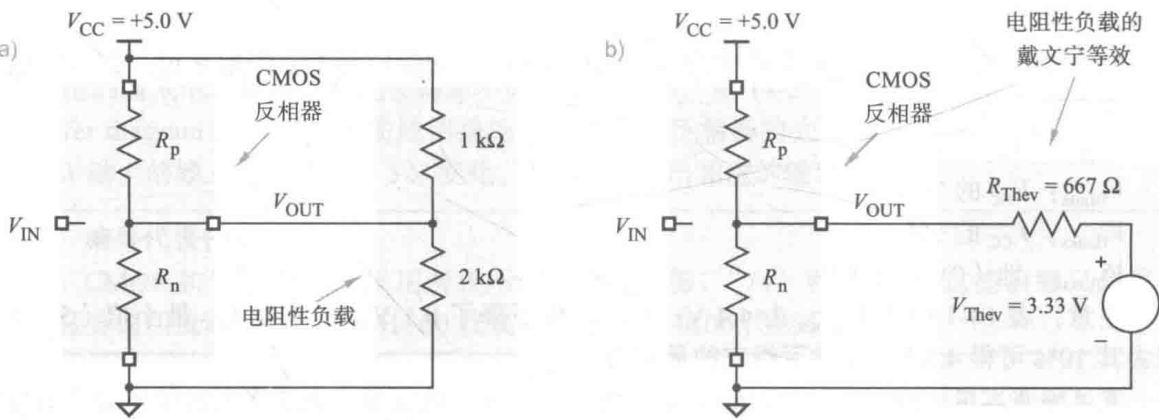 a)
V_CC = +5.0 V
CMOS
反相器
R_p
1 kΩ
V_IN
V_OUT
R_n
2 kΩ
电阻性负载
b)
V_CC = +5.0 V
电阻性负载的
戴文宁等效
CMOS
反相器
R_p
R_Thev = 667 Ω
V_IN
V_OUT
R_n
+
V_Thev = 3.33 V
−